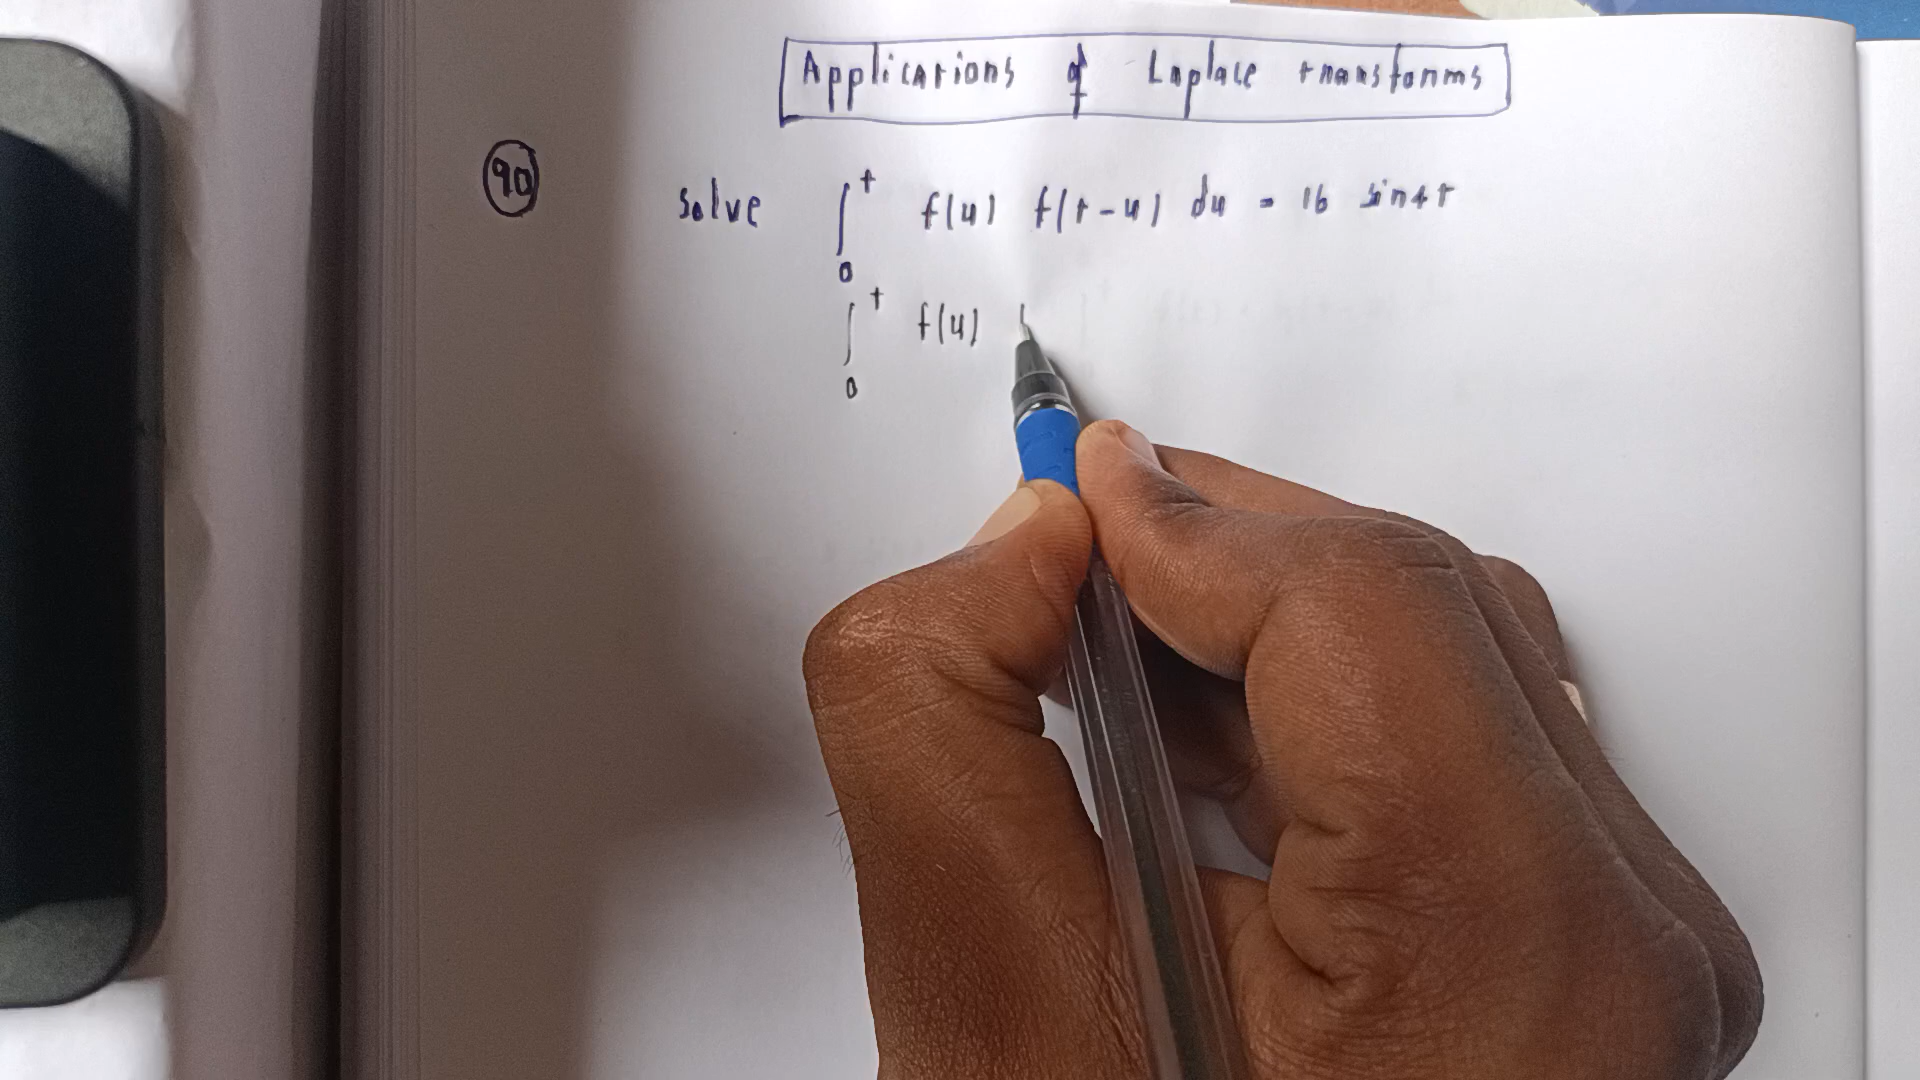 Applications of Laplace transforms
90
Solve ∫₀ᵗ f(u) f(t-u) du = 16 sin4t
∫₀ᵗ f(u)